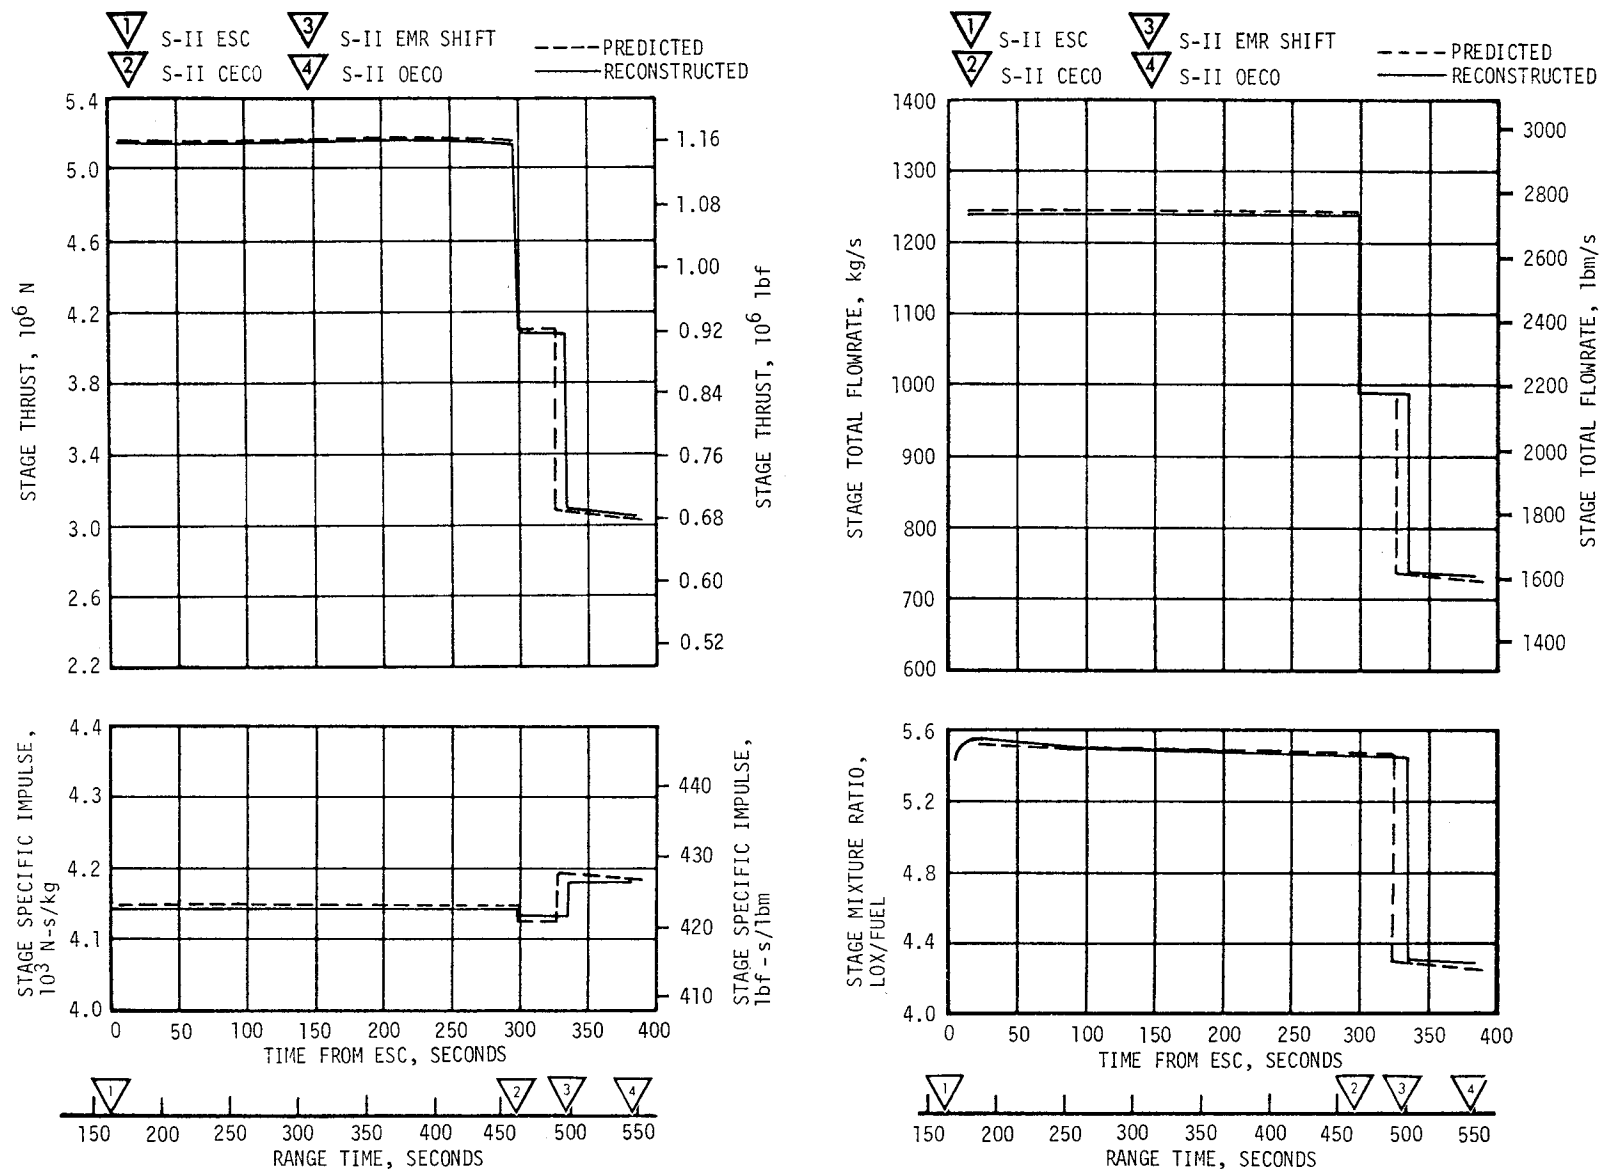 1 S-II ESC 3 S-II EMR SHIFT PREDICTED
2 S-II CECO 4 S-II OECO RECONSTRUCTED
STAGE THRUST, 10⁶ N
5.4
5.0
4.6
4.2
3.8
3.4
3.0
2.6
2.2
1.16
1.08
1.00
0.92
0.84
0.76
0.68
0.60
0.52
STAGE THRUST, 10⁶ lbf
STAGE SPECIFIC IMPULSE,
10³ N-s/kg
4.4
4.3
4.2
4.1
4.0
440
430
420
410
STAGE SPECIFIC IMPULSE,
lbf-s/lbm
0 50 100 150 200 250 300 350 400
TIME FROM ESC, SECONDS
1 2 3 4
150 200 250 300 350 400 450 500 550
RANGE TIME, SECONDS
1 S-II ESC 3 S-II EMR SHIFT PREDICTED
2 S-II CECO 4 S-II OECO RECONSTRUCTED
STAGE TOTAL FLOWRATE, kg/s
1400
1300
1200
1100
1000
900
800
700
600
3000
2800
2600
2400
2200
2000
1800
1600
1400
STAGE TOTAL FLOWRATE, lbm/s
STAGE MIXTURE RATIO,
LOX/FUEL
5.6
5.2
4.8
4.4
4.0
0 50 100 150 200 250 300 350 400
TIME FROM ESC, SECONDS
1 2 3 4
150 200 250 300 350 400 450 500 550
RANGE TIME, SECONDS